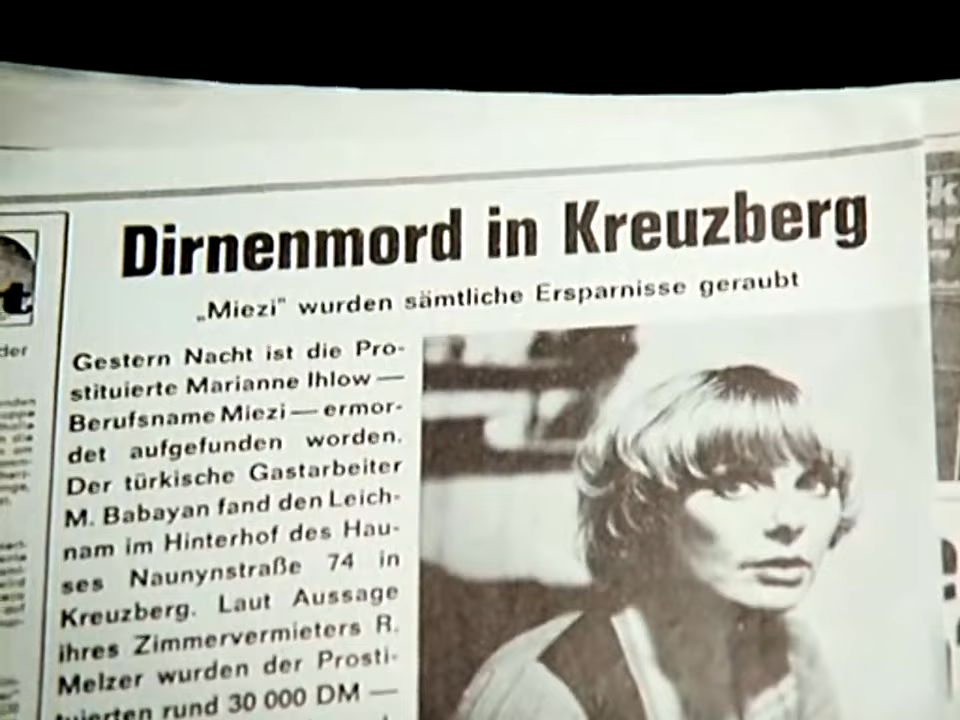 Dirnenmord in Kreuzberg
„Miezi" wurden sämtliche Ersparnisse geraubt
Gestern Nacht ist die Pro-
stituierte Marianne Ihlow —
Berufsname Miezi — ermor-
det aufgefunden worden.
Der türkische Gastarbeiter
M. Babayan fand den Leich-
nam im Hinterhof des Hau-
ses Naunynstraße 74 in
Kreuzberg. Laut Aussage
ihres Zimmervermieters R.
Melzer wurden der Prosti-
tuierten rund 30 000 DM —
t
der